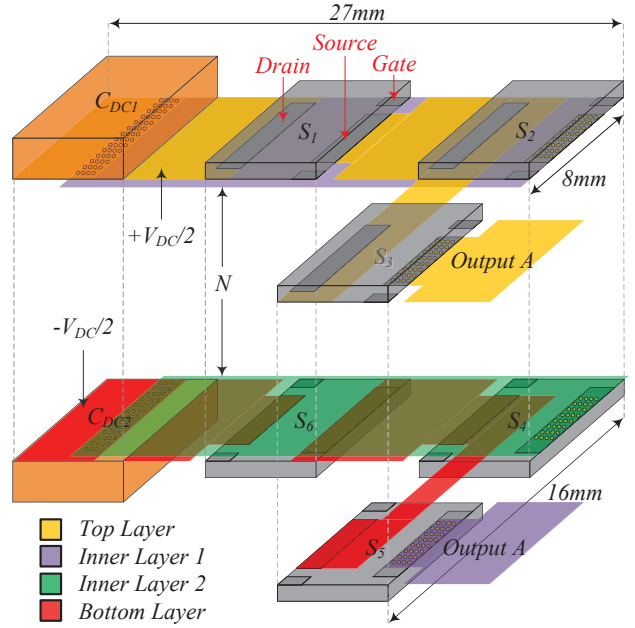 27mm
Source
Drain
Gate
C_DC1
S_1
S_2
8mm
+V_DC/2
S_3
Output A
N
-V_DC/2
C_DC2
S_6
S_4
16mm
S_5
Output A
Top Layer
Inner Layer 1
Inner Layer 2
Bottom Layer